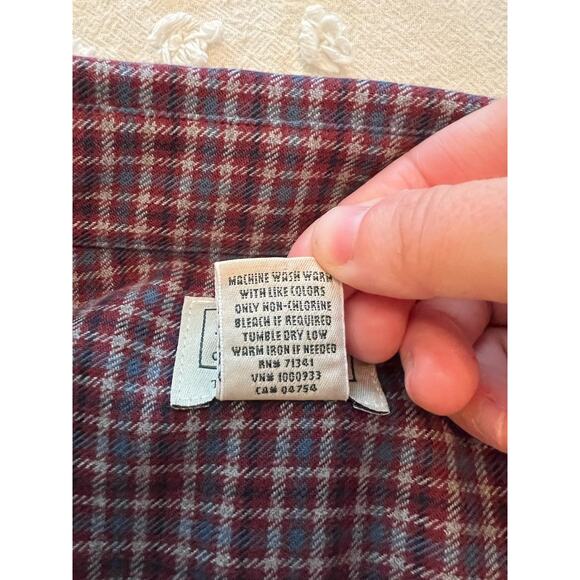 MACHINE WASH WARM
WITH LIKE COLORS
ONLY NON-CHLORINE
BLEACH IF REQUIRED
TUMBLE DRY LOW
WARM IRON IF NEEDED
RN# 71341
VN# 1000933
CA# 04754